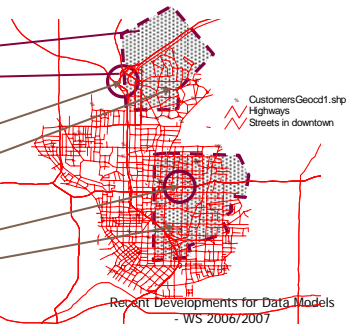 CustomersGeocd1.shp
Highways
Streets in downtown
Recent Developments for Data Models
- WS 2006/2007